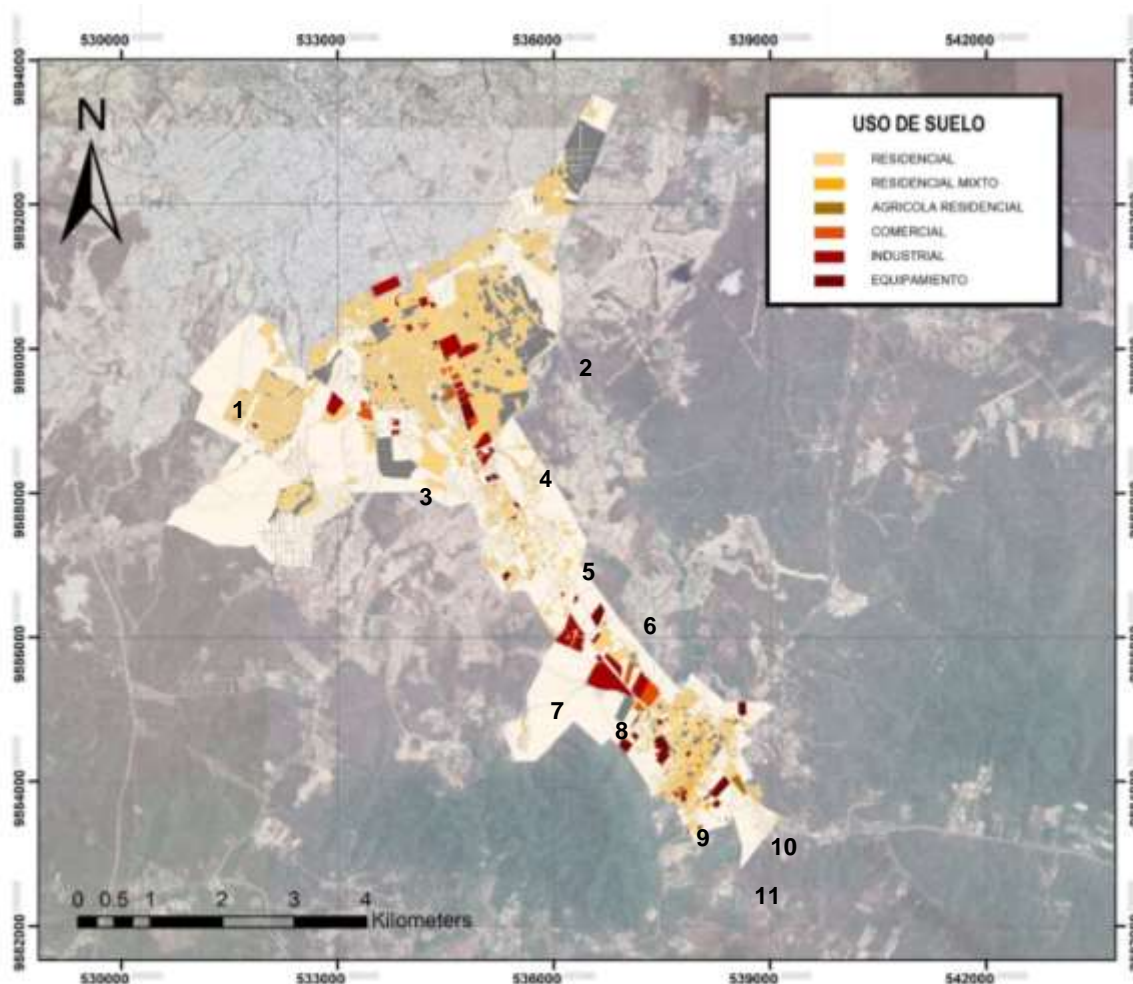 530000 533000 536000 539000 542000
9894000
N
USO DE SUELO
RESIDENCIAL
RESIDENCIAL MIXTO
AGRICOLA RESIDENCIAL
COMERCIAL
INDUSTRIAL
EQUIPAMIENTO
9892000
9890000
2
1
4
3
9888000
5
6
9886000
7
8
9884000
9
10
11
0 0.5 1 2 3 4
Kilometers
9882000
530000 533000 536000 539000 542000